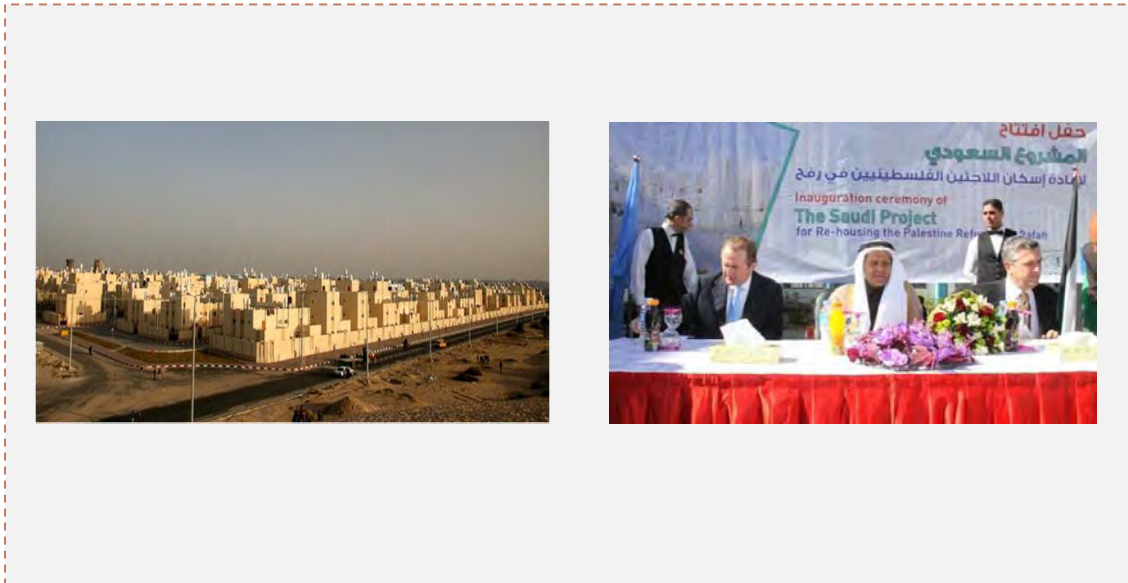 حفل افتتاح
المشروع السعودي
لإعادة إسكان اللاجئين الفلسطينيين في رفح
Inauguration ceremony of
The Saudi Project
for Re-housing the Palestine Rafah